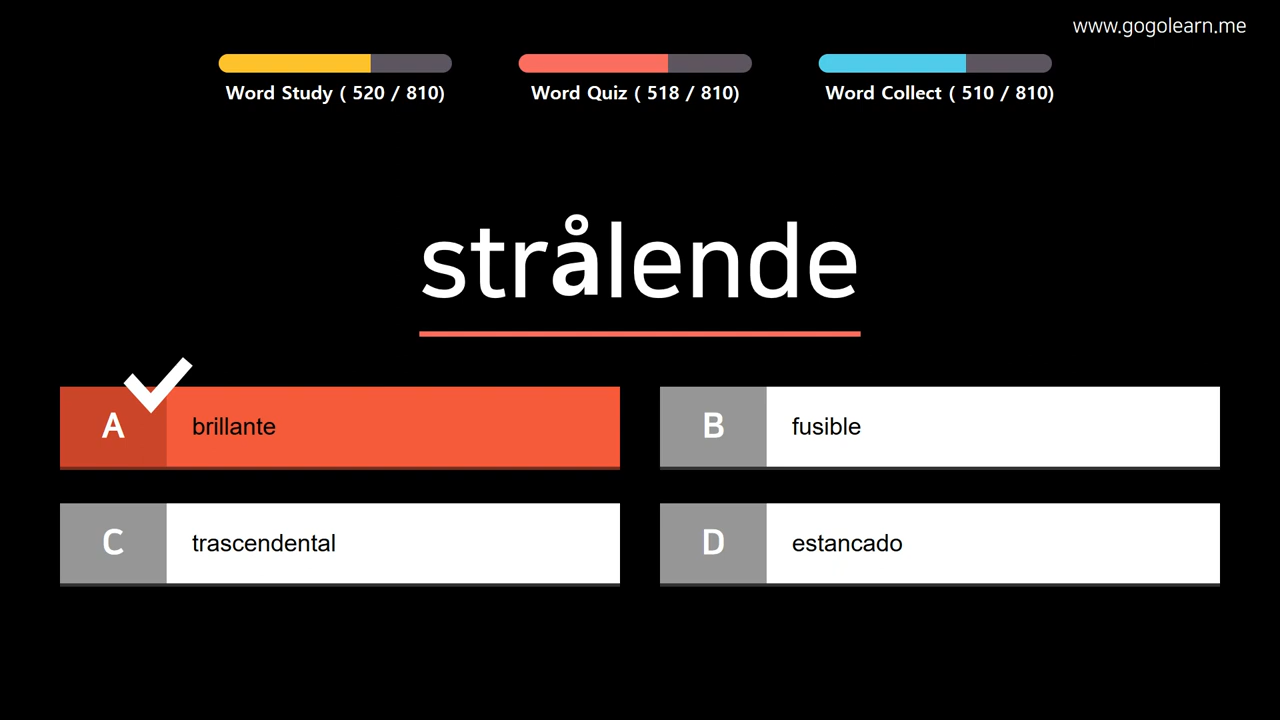 www.gogolearn.me
Word Study ( 520 / 810)
Word Quiz ( 518 / 810)
Word Collect ( 510 / 810)
strålende
A brillante
B fusible
C trascendental
D estancado